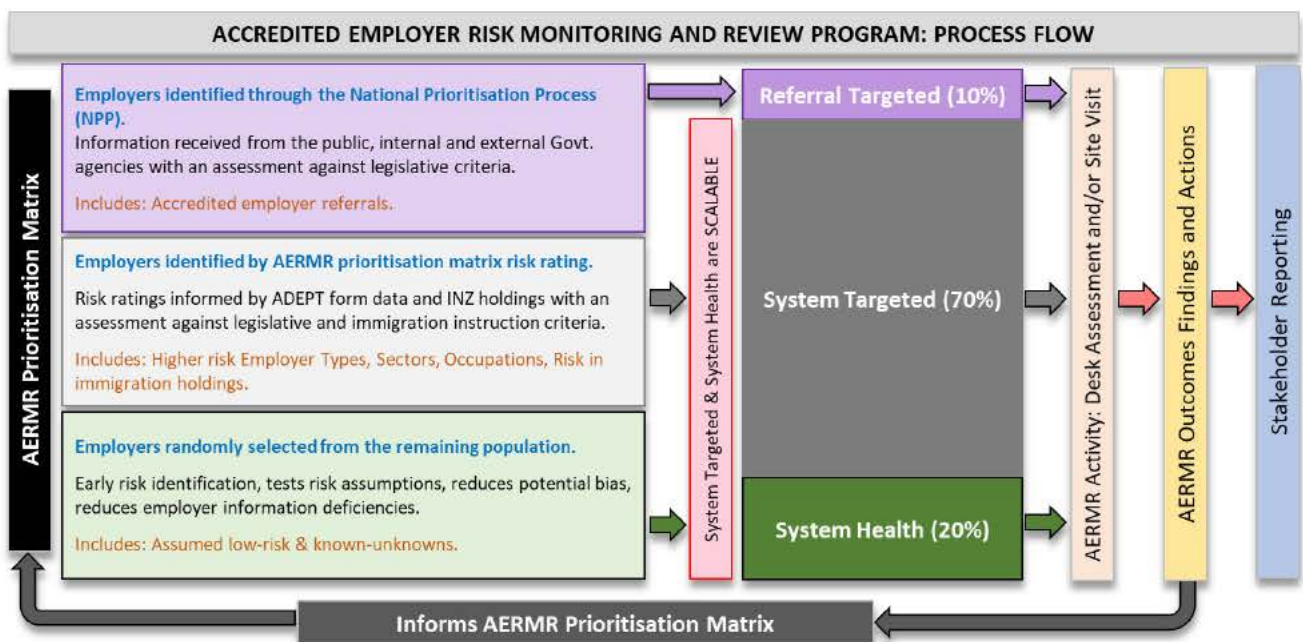 ACCREDITED EMPLOYER RISK MONITORING AND REVIEW PROGRAM: PROCESS FLOW
AERMR Prioritisation Matrix
Employers identified through the National Prioritisation Process
(NPP).
Information received from the public, internal and external Govt.
agencies with an assessment against legislative criteria.
Includes: Accredited employer referrals.
Employers identified by AERMR prioritisation matrix risk rating.
Risk ratings informed by ADEPT form data and INZ holdings with an
assessment against legislative and immigration instruction criteria.
Includes: Higher risk Employer Types, Sectors, Occupations, Risk in
immigration holdings.
Employers randomly selected from the remaining population.
Early risk identification, tests risk assumptions, reduces potential bias,
reduces employer information deficiencies.
Includes: Assumed low-risk & known-unknowns.
System Targeted & System Health are SCALABLE
Referral Targeted (10%)
System Targeted (70%)
System Health (20%)
AERMR Activity: Desk Assessment and/or Site Visit
AERMR Outcomes Findings and Actions
Stakeholder Reporting
Informs AERMR Prioritisation Matrix